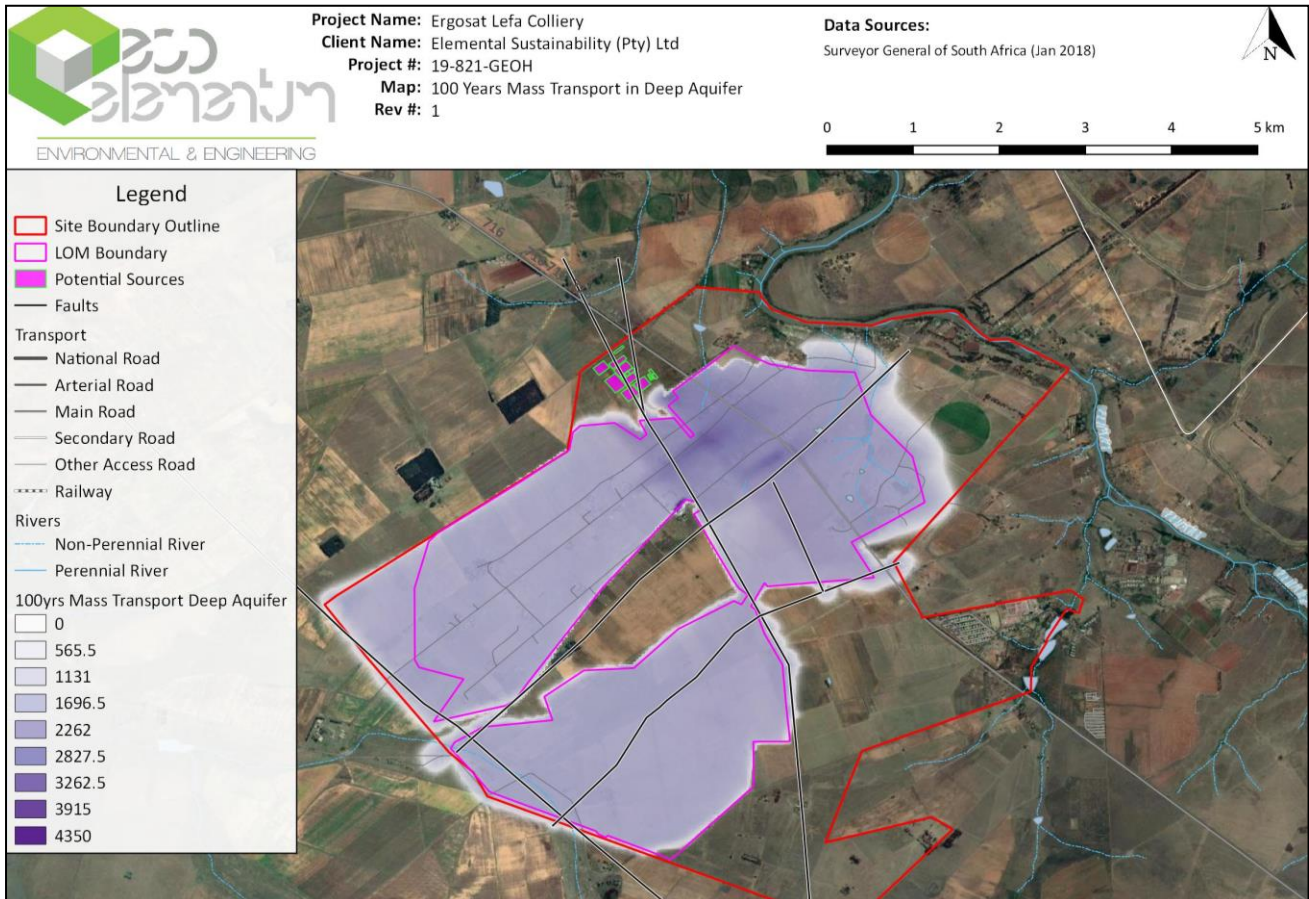 eco
elementum
ENVIRONMENTAL & ENGINEERING
Project Name: Ergosat Lefa Colliery
Client Name: Elemental Sustainability (Pty) Ltd
Project #: 19-821-GEOH
Map: 100 Years Mass Transport in Deep Aquifer
Rev #: 1
Data Sources:
Surveyor General of South Africa (Jan 2018)
N
0 1 2 3 4 5 km
Legend
Site Boundary Outline
LOM Boundary
Potential Sources
Faults
Transport
National Road
Arterial Road
Main Road
Secondary Road
Other Access Road
Railway
Rivers
Non-Perennial River
Perennial River
100yrs Mass Transport Deep Aquifer
0
565.5
1131
1696.5
2262
2827.5
3262.5
3915
4350
716